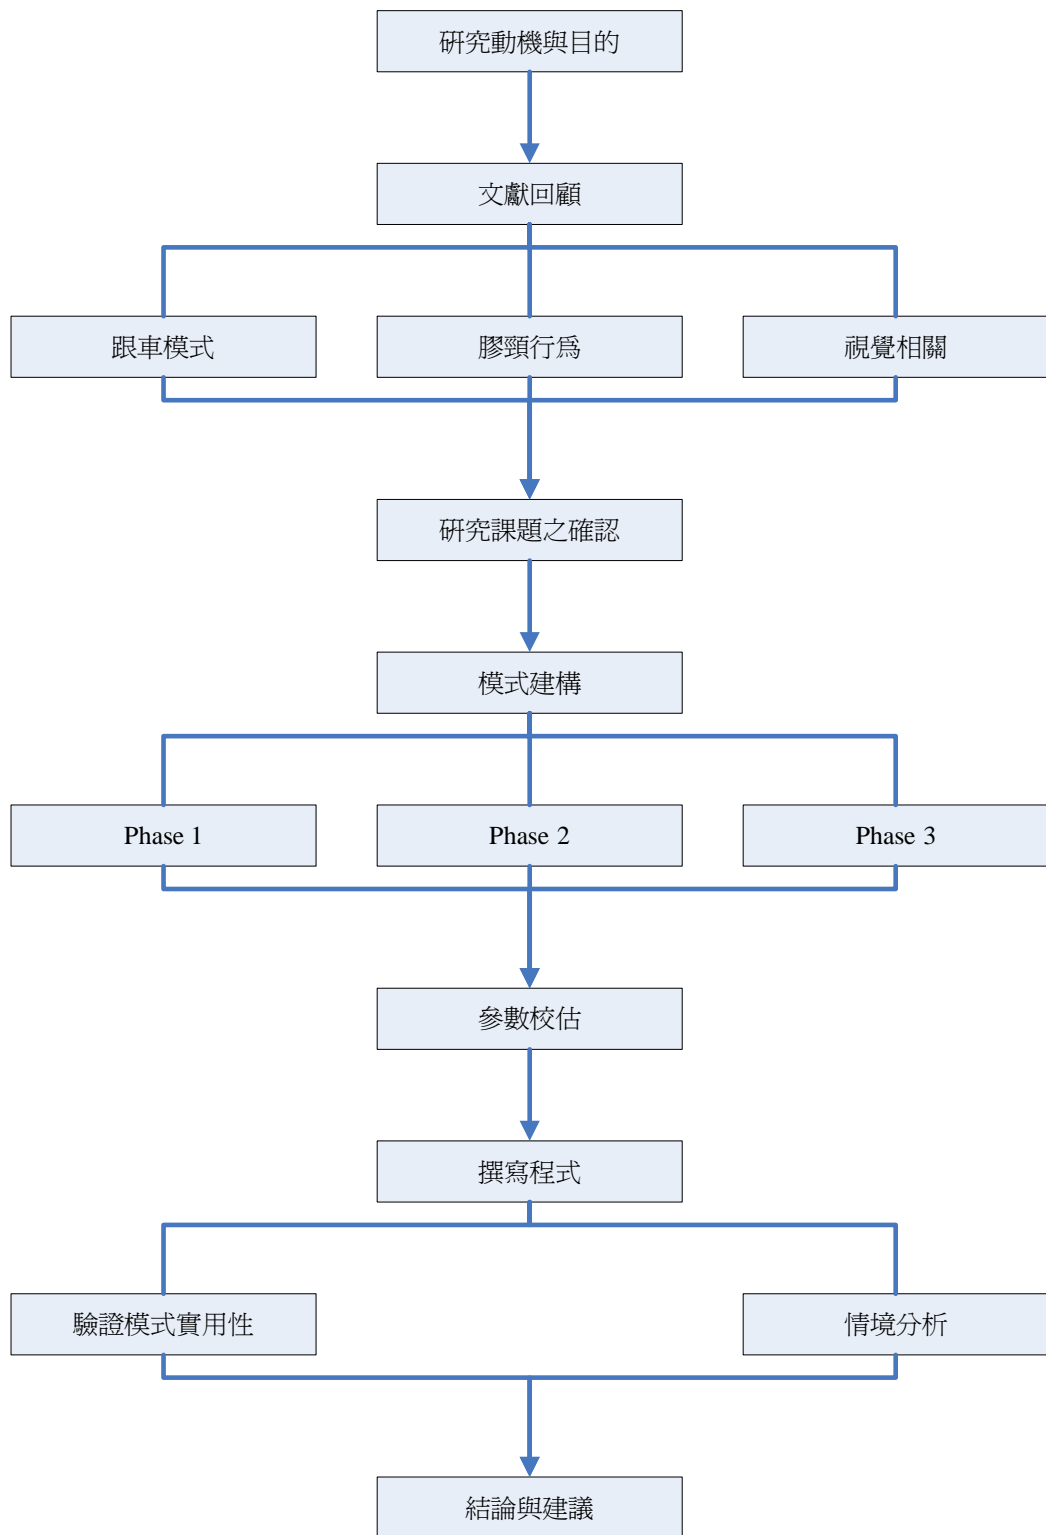 研究動機與目的
文獻回顧
跟車模式
膠頸行為
視覺相關
研究課題之確認
模式建構
Phase 1
Phase 2
Phase 3
參數校估
撰寫程式
驗證模式實用性
情境分析
結論與建議